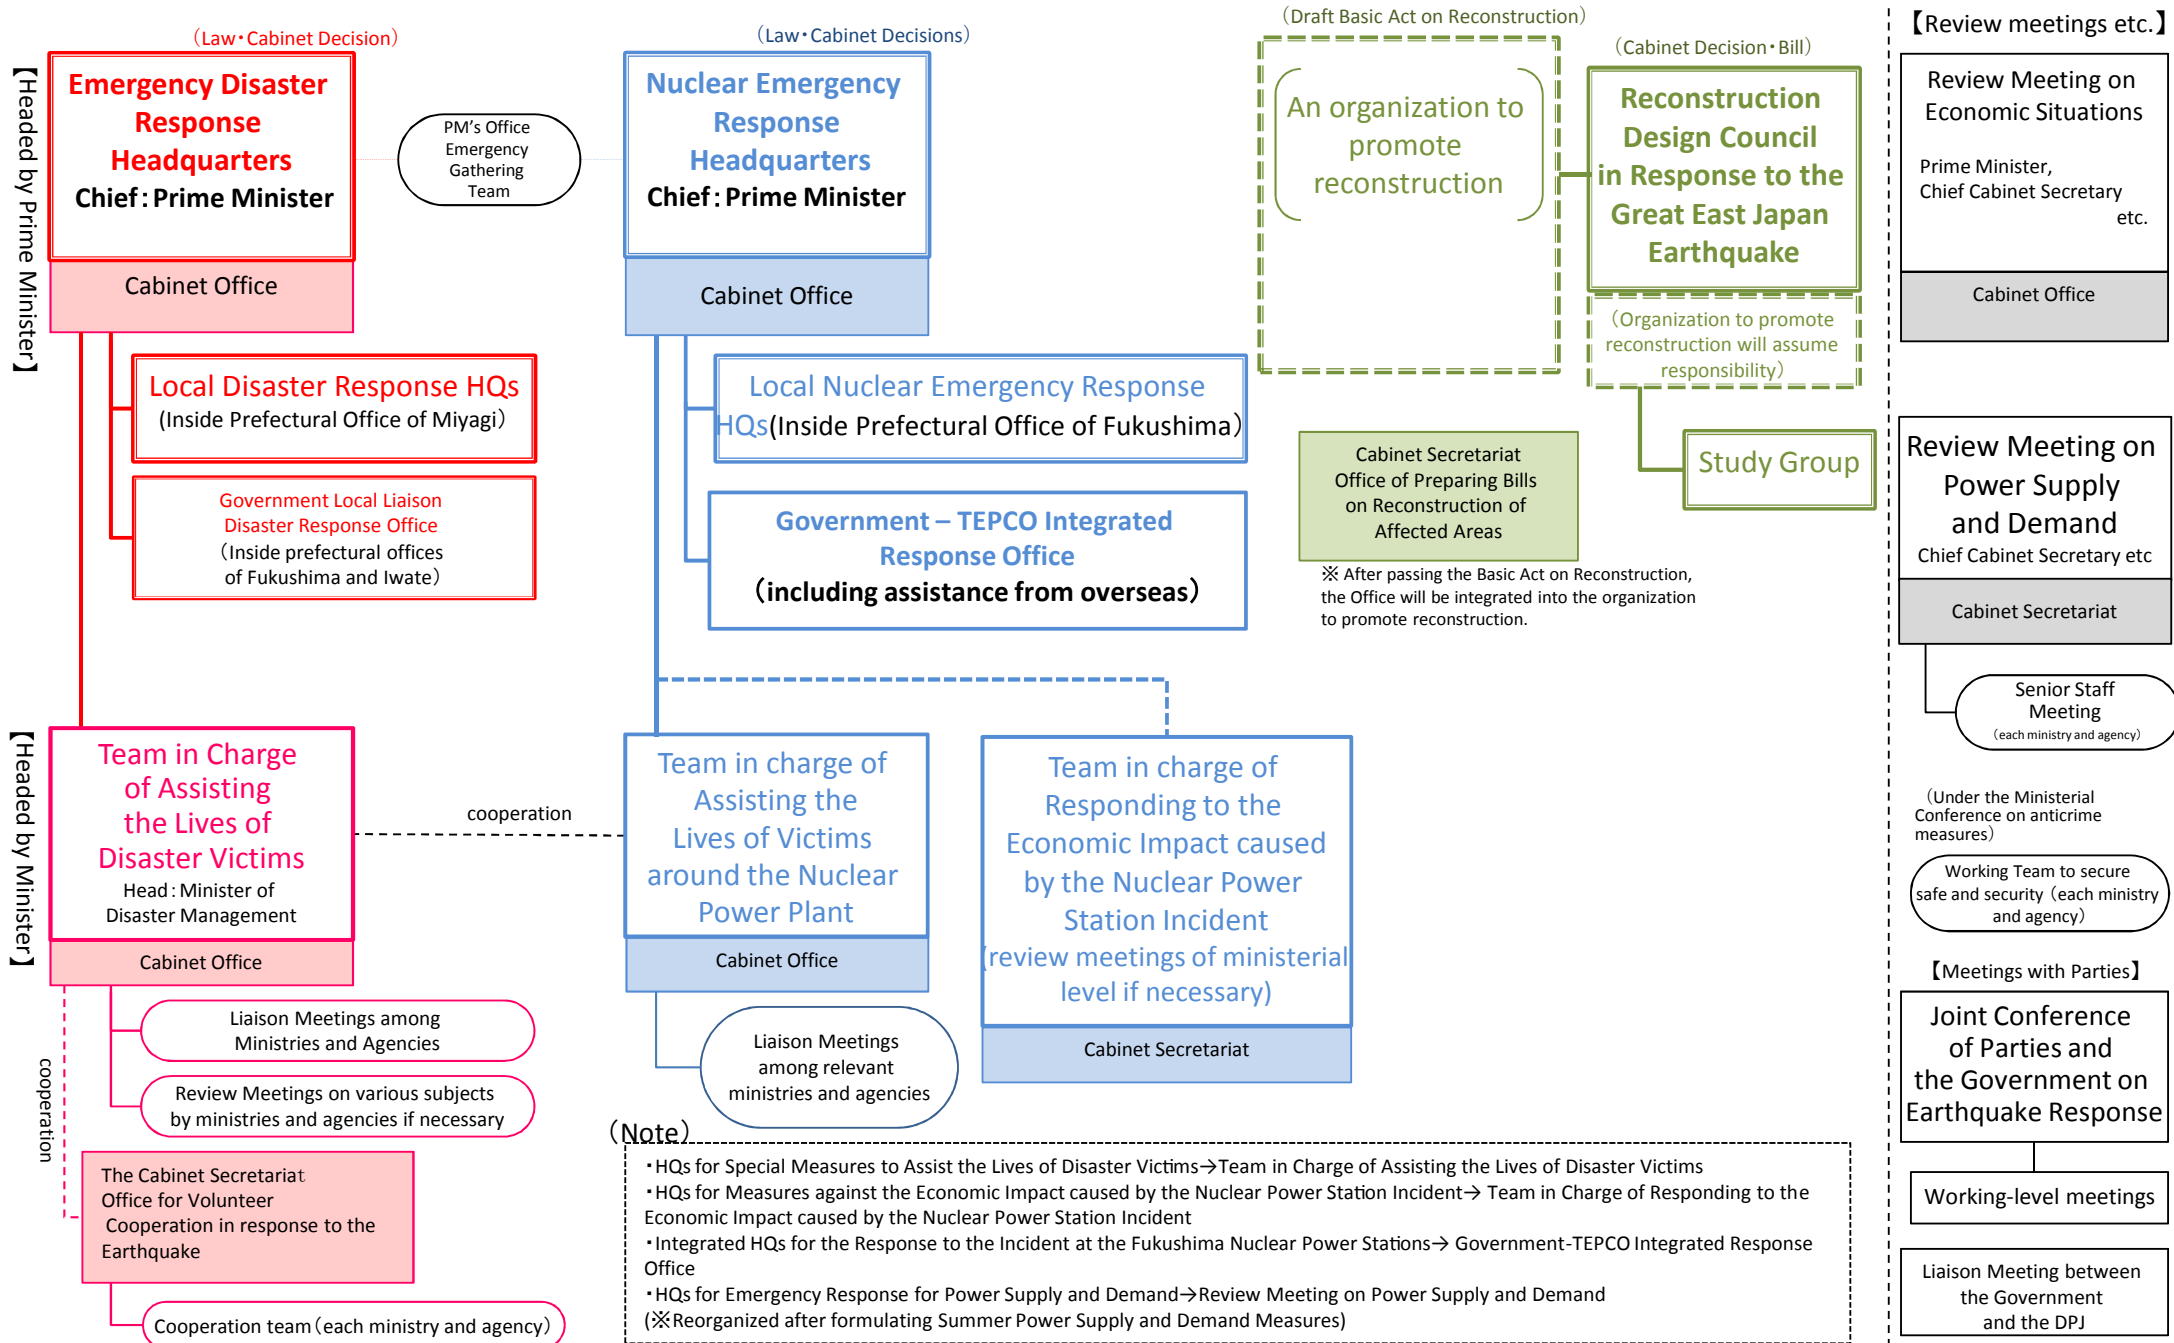 【Headed by Prime Minister】
(Law・Cabinet Decision)
Emergency Disaster
Response
Headquarters
Chief：Prime Minister
Cabinet Office
PM's Office
Emergency
Gathering
Team
(Law・Cabinet Decisions)
Nuclear Emergency
Response
Headquarters
Chief：Prime Minister
Cabinet Office
Local Disaster Response HQs
(Inside Prefectural Office of Miyagi）
Government Local Liaison
Disaster Response Office
（Inside prefectural offices
of Fukushima and Iwate）
Local Nuclear Emergency Response
HQs(Inside Prefectural Office of Fukushima）
Government – TEPCO Integrated
Response Office
（including assistance from overseas）
（Draft Basic Act on Reconstruction）
An organization to
promote
reconstruction
（Cabinet Decision・Bill）
Reconstruction
Design Council
in Response to the
Great East Japan
Earthquake
（Organization to promote
reconstruction will assume
responsibility）
Study Group
Cabinet Secretariat
Office of Preparing Bills
on Reconstruction of
Affected Areas
※ After passing the Basic Act on Reconstruction,
the Office will be integrated into the organization
to promote reconstruction.
【Headed by Minister】
Team in Charge
of Assisting
the Lives of
Disaster Victims
Head：Minister of
Disaster Management
Cabinet Office
cooperation
Team in charge of
Assisting the
Lives of Victims
around the Nuclear
Power Plant
Cabinet Office
Team in charge of
Responding to the
Economic Impact caused
by the Nuclear Power
Station Incident
(review meetings of ministerial
level if necessary)
Cabinet Secretariat
Liaison Meetings among
Ministries and Agencies
Review Meetings on various subjects
by ministries and agencies if necessary
cooperation
The Cabinet Secretariat
Office for Volunteer
Cooperation in response to the
Earthquake
Cooperation team（each ministry and agency）
Liaison Meetings
among relevant
ministries and agencies
（Note）
・HQs for Special Measures to Assist the Lives of Disaster Victims→Team in Charge of Assisting the Lives of Disaster Victims
・HQs for Measures against the Economic Impact caused by the Nuclear Power Station Incident→ Team in Charge of Responding to the
Economic Impact caused by the Nuclear Power Station Incident
・Integrated HQs for the Response to the Incident at the Fukushima Nuclear Power Stations→ Government-TEPCO Integrated Response
Office
・HQs for Emergency Response for Power Supply and Demand→Review Meeting on Power Supply and Demand
(※Reorganized after formulating Summer Power Supply and Demand Measures)
【Review meetings etc.】
Review Meeting on
Economic Situations
Prime Minister,
Chief Cabinet Secretary
etc.
Cabinet Office
Review Meeting on
Power Supply
and Demand
Chief Cabinet Secretary etc
Cabinet Secretariat
Senior Staff
Meeting
（each ministry and agency）
（Under the Ministerial
Conference on anticrime
measures）
Working Team to secure
safe and security（each ministry
and agency）
【Meetings with Parties】
Joint Conference
of Parties and
the Government on
Earthquake Response
Working-level meetings
Liaison Meeting between
the Government
and the DPJ